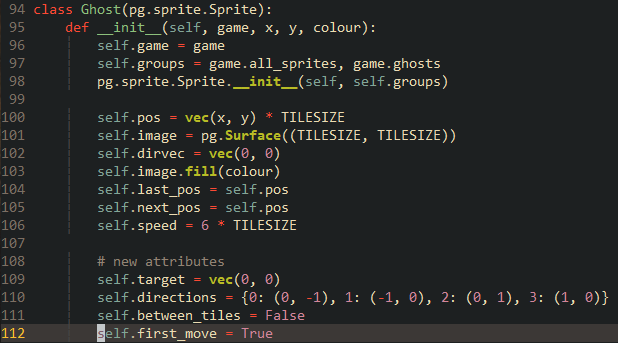 94 class Ghost(pg.sprite.Sprite):
95     def __init__(self, game, x, y, colour):
96         self.game = game
97         self.groups = game.all_sprites, game.ghosts
98         pg.sprite.Sprite.__init__(self, self.groups)
99
100         self.pos = vec(x, y) * TILESIZE
101         self.image = pg.Surface((TILESIZE, TILESIZE))
102         self.dirvec = vec(0, 0)
103         self.image.fill(colour)
104         self.last_pos = self.pos
105         self.next_pos = self.pos
106         self.speed = 6 * TILESIZE
107
108         # new attributes
109         self.target = vec(0, 0)
110         self.directions = {0: (0, -1), 1: (-1, 0), 2: (0, 1), 3: (1, 0)}
111         self.between_tiles = False
112         self.first_move = True